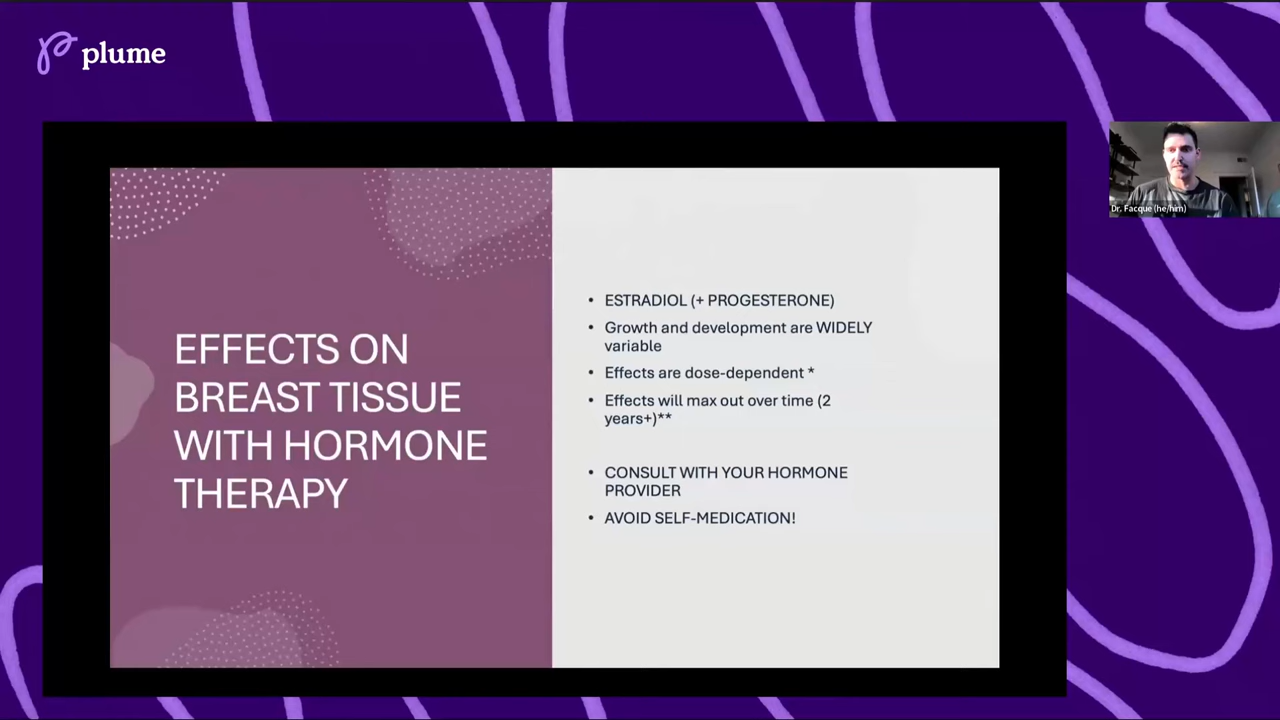 plume
EFFECTS ON
BREAST TISSUE
WITH HORMONE
THERAPY
• ESTRADIOL (+ PROGESTERONE)
• Growth and development are WIDELY
variable
• Effects are dose-dependent *
• Effects will max out over time (2
years+)**
• CONSULT WITH YOUR HORMONE
PROVIDER
• AVOID SELF-MEDICATION!
Dr. Facque (he/him)